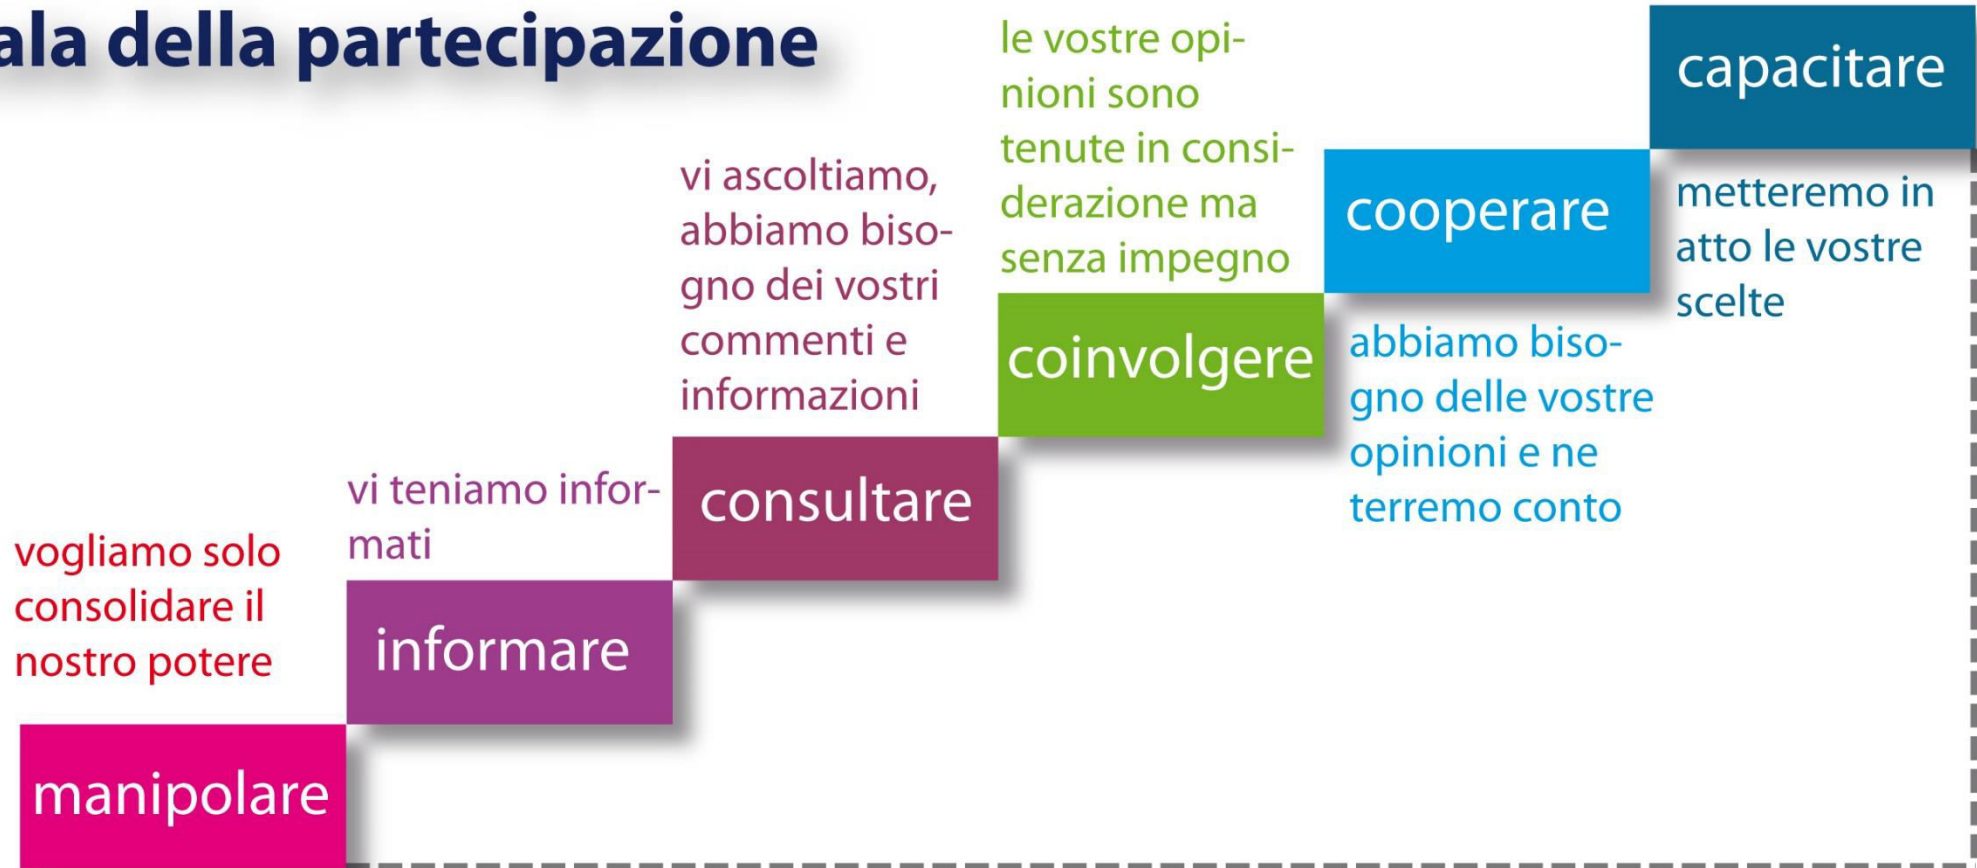 ala della partecipazione
vogliamo solo
consolidare il
nostro potere
manipolare
vi teniamo infor-
mati
informare
vi ascoltiamo,
abbiamo biso-
gno dei vostri
commenti e
informazioni
consultare
le vostre opi-
nioni sono
tenute in consi-
derazione ma
senza impegno
coinvolgere
cooperare
abbiamo biso-
gno delle vostre
opinioni e ne
terremo conto
capacitare
metteremo in
atto le vostre
scelte